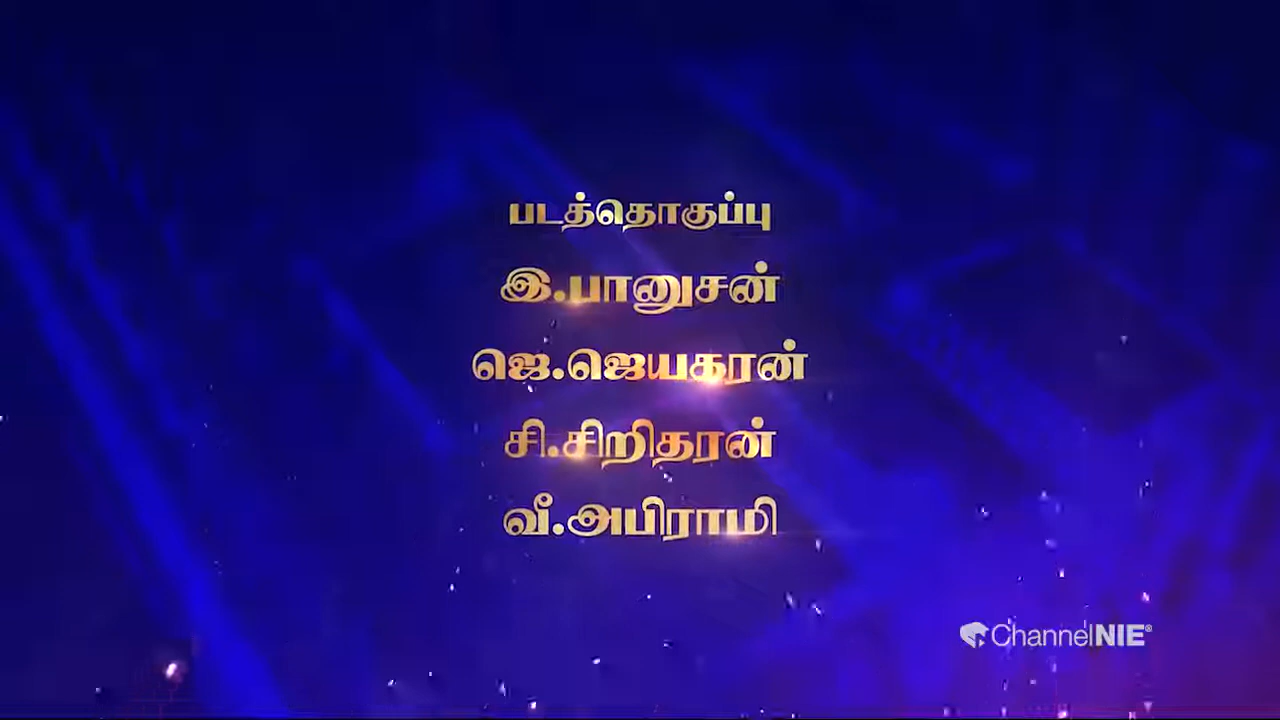 படத்தொகுப்பு
இ.பானுசன்
ஜெ.ஜெயகரன்
சி.சிறிதரன்
வீ.அபிராமி
ChannelNIE®